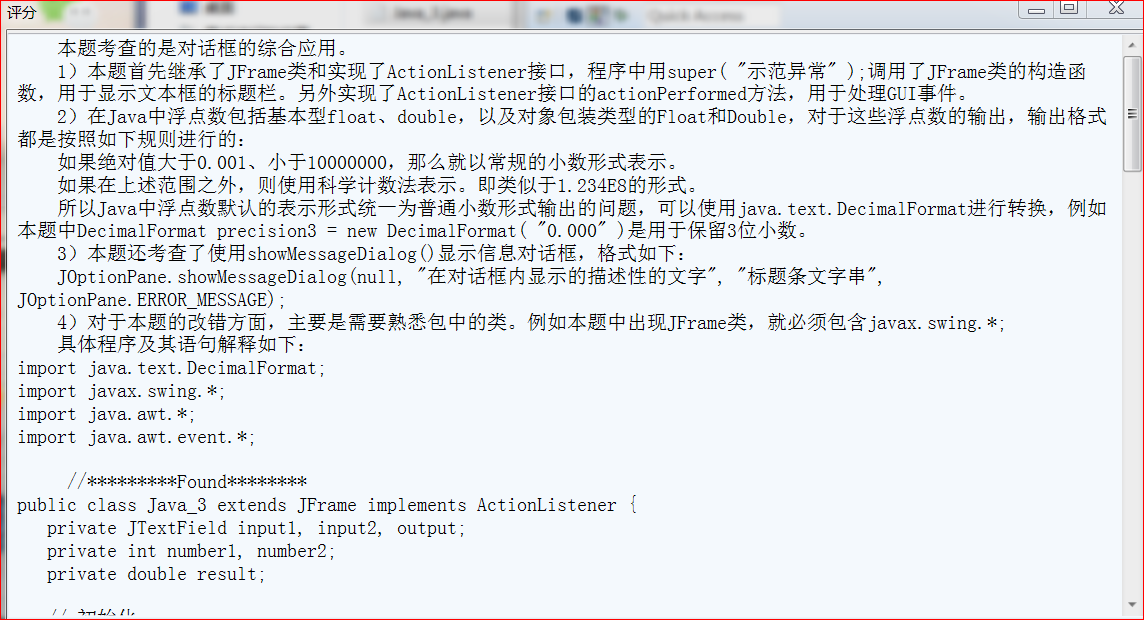 评分
Java_3.java
Quick Access
本题考查的是对话框的综合应用。
1）本题首先继承了JFrame类和实现了ActionListener接口，程序中用super( "示范异常" );调用了JFrame类的构造函
数，用于显示文本框的标题栏。另外实现了ActionListener接口的actionPerformed方法，用于处理GUI事件。
2）在Java中浮点数包括基本型float、double，以及对象包装类型的Float和Double，对于这些浮点数的输出，输出格式
都是按照如下规则进行的：
如果绝对值大于0.001、小于10000000，那么就以常规的小数形式表示。
如果在上述范围之外，则使用科学计数法表示。即类似于1.234E8的形式。
所以Java中浮点数默认的表示形式统一为普通小数形式输出的问题，可以使用java.text.DecimalFormat进行转换，例如
本题中DecimalFormat precision3 = new DecimalFormat( "0.000" )是用于保留3位小数。
3）本题还考查了使用showMessageDialog()显示信息对话框，格式如下：
JOptionPane.showMessageDialog(null, "在对话框内显示的描述性的文字", "标题条文字串",
JOptionPane.ERROR_MESSAGE);
4）对于本题的改错方面，主要是需要熟悉包中的类。例如本题中出现JFrame类，就必须包含javax.swing.*;
具体程序及其语句解释如下：
import java.text.DecimalFormat;
import javax.swing.*;
import java.awt.*;
import java.awt.event.*;
//*********Found********
public class Java_3 extends JFrame implements ActionListener {
private JTextField input1, input2, output;
private int number1, number2;
private double result;
// 初始化